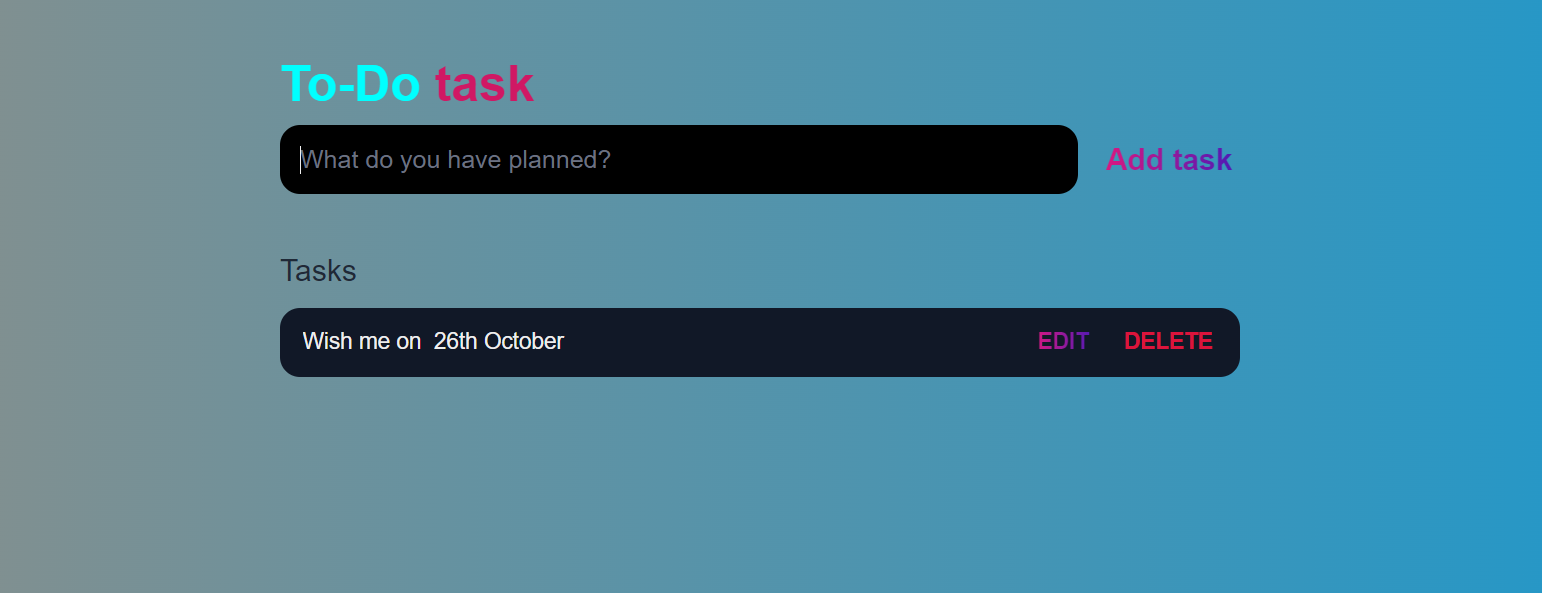 To-Do task
What do you have planned?
Add task
Tasks
Wish me on  26th October
EDIT
DELETE